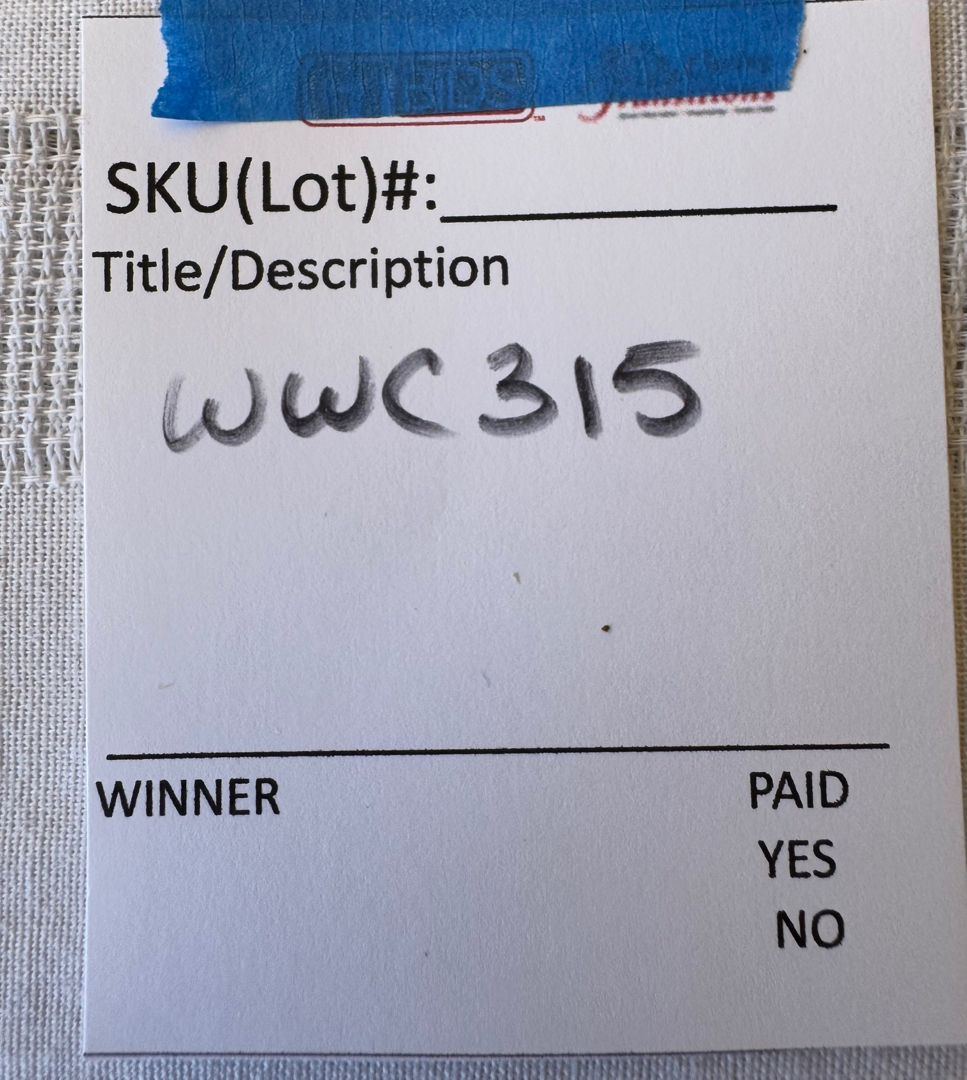 SKU(Lot)#:
Title/Description
WWC315
WINNER
PAID
YES
NO